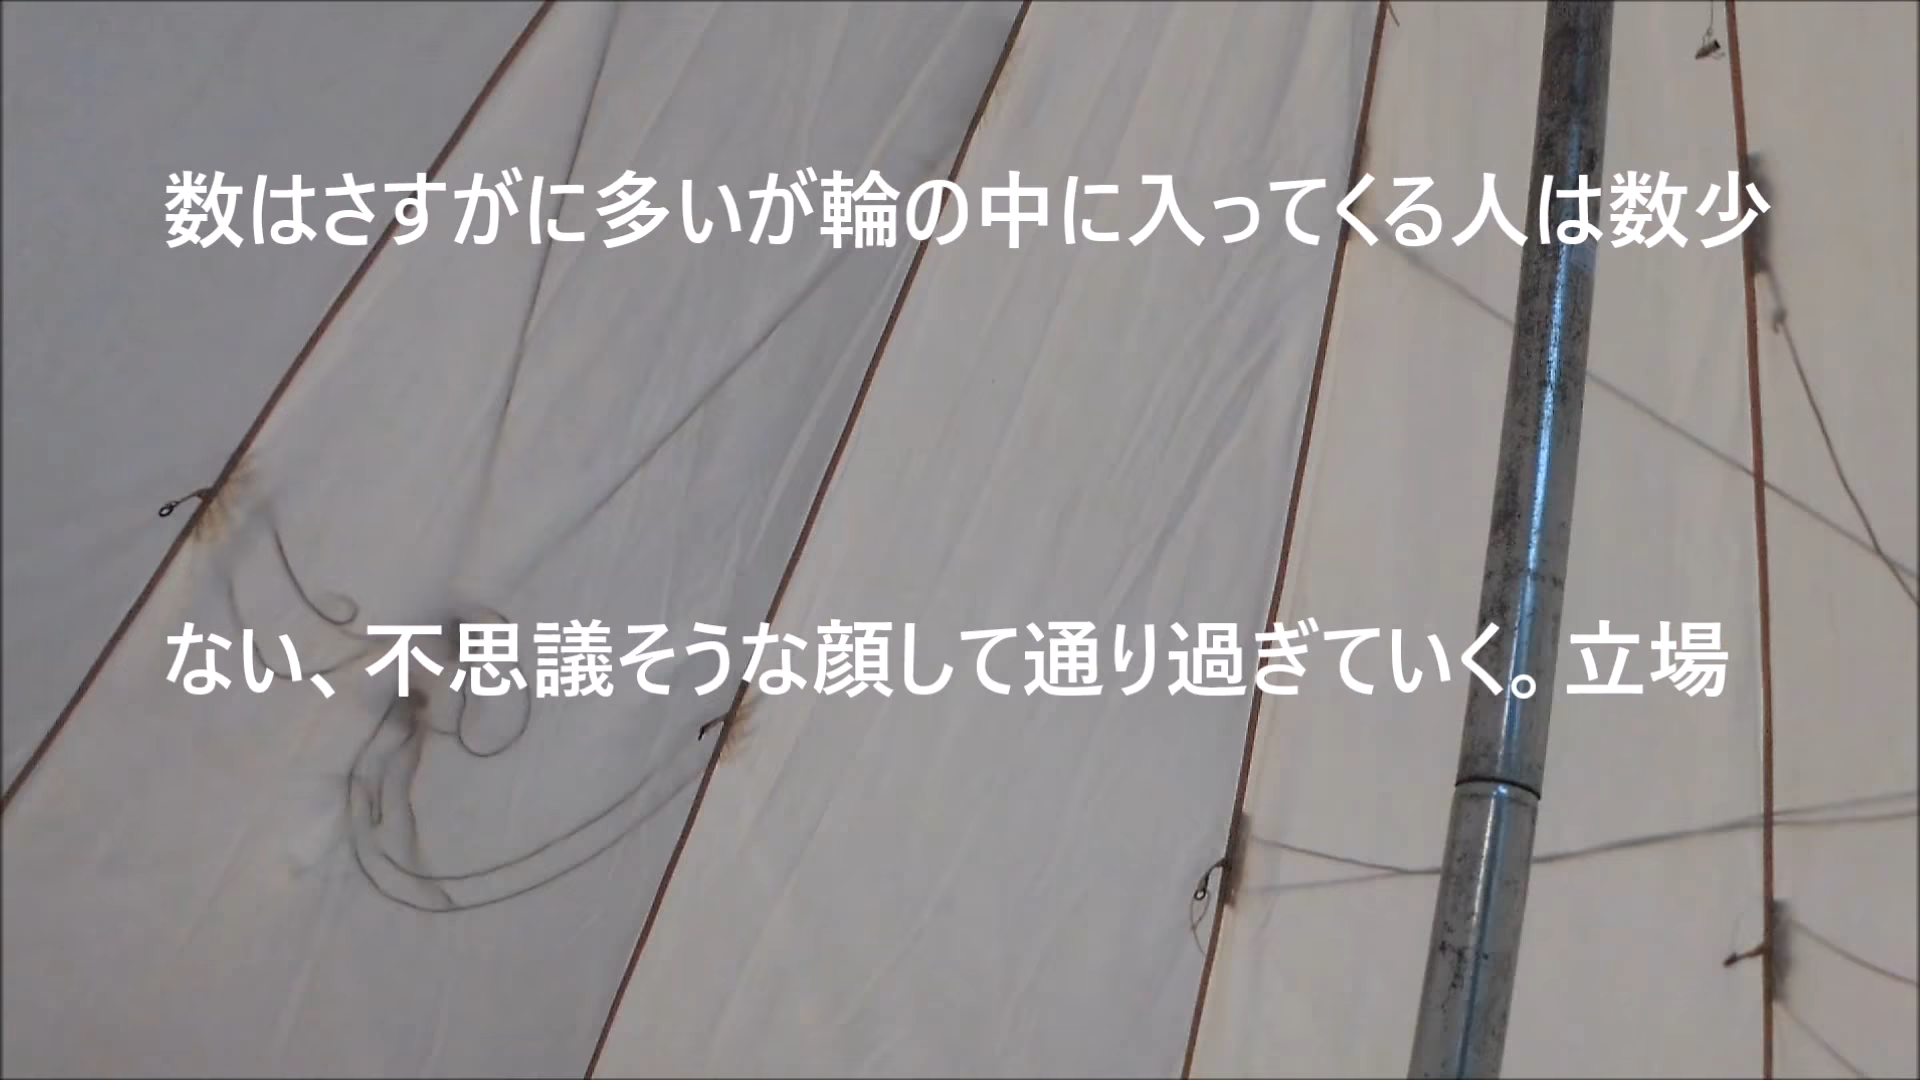 数はさすがに多いが輪の中に入ってくる人は数少
ない、不思議そうな顔して通り過ぎていく。立場